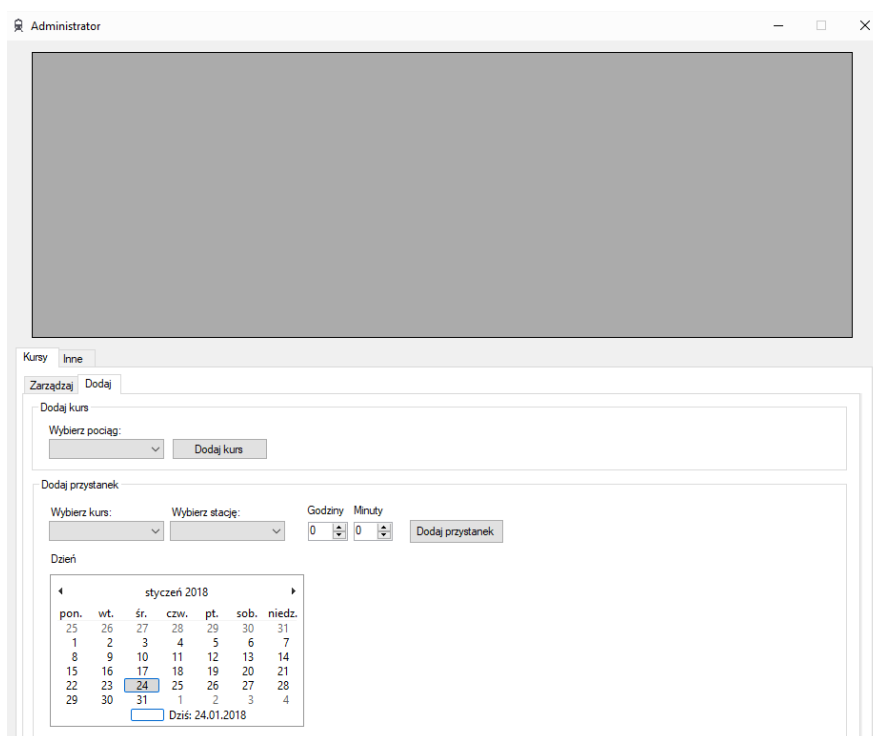 Administrator
Kursy Inne
Zarządzaj Dodaj
Dodaj kurs
Wybierz pociąg:
Dodaj kurs
Dodaj przystanek
Wybierz kurs: Wybierz stację: Godziny Minuty
0 0 Dodaj przystanek
Dzień
styczeń 2018
pon. wt. śr. czw. pt. sob. niedz.
25 26 27 28 29 30 31
1 2 3 4 5 6 7
8 9 10 11 12 13 14
15 16 17 18 19 20 21
22 23 24 25 26 27 28
29 30 31 1 2 3 4
Dziś: 24.01.2018